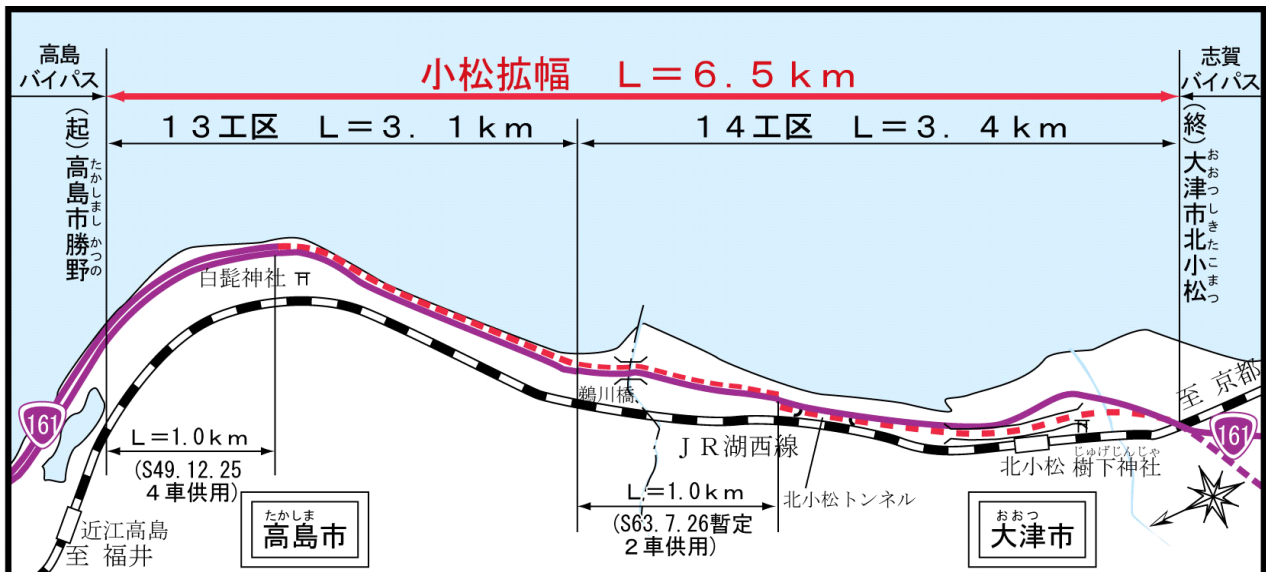 高島
バイパス
小松拡幅 L=6.5km
志賀
バイパス
13工区 L=3.1km
14工区 L=3.4km
(起)高島市勝野
たかしまし かつの
(終)大津市北小松
おおつしきたこまつ
白髭神社
鵜川橋
161
L=1.0km
(S49.12.25
4車供用)
近江高島
至 福井
たかしま
高島市
JR湖西線
L=1.0km
(S63.7.26暫定
2車供用)
北小松トンネル
北小松
じゅげじんじゃ
樹下神社
おおつ
大津市
至 京都
161